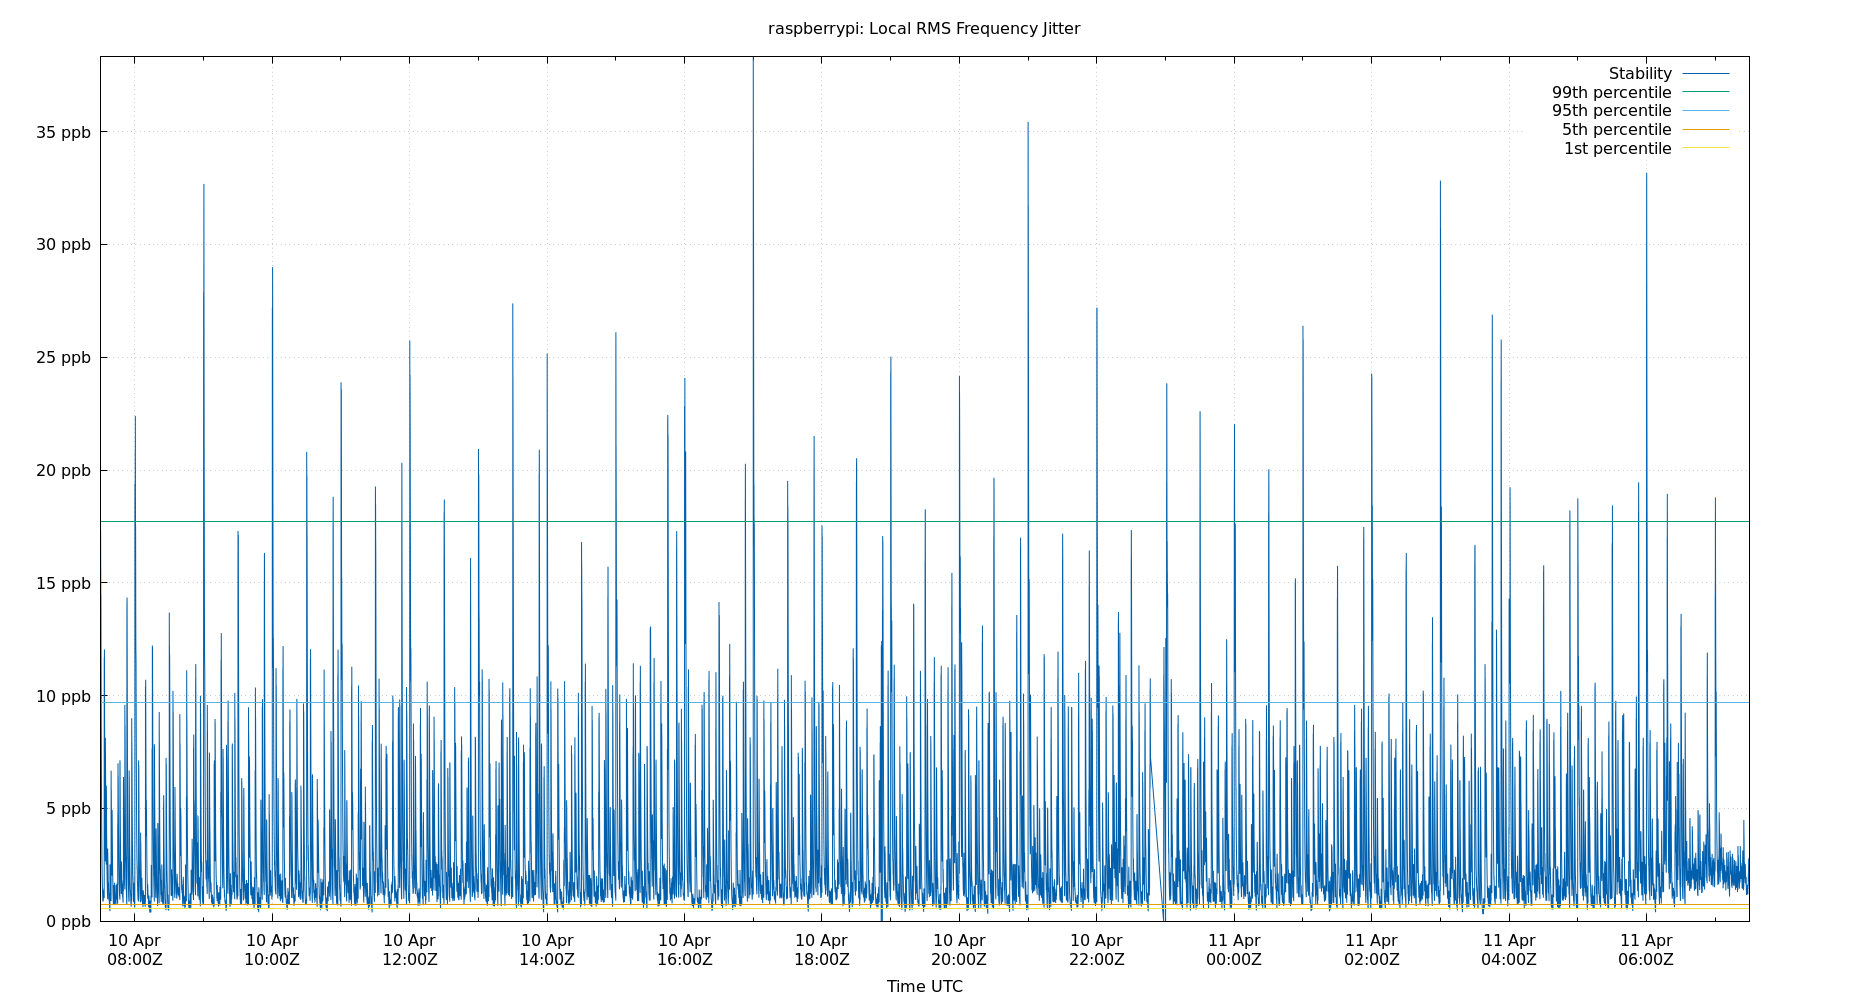 raspberrypi: Local RMS Frequency Jitter
Stability
99th percentile
95th percentile
5th percentile
1st percentile
35 ppb
30 ppb
25 ppb
20 ppb
15 ppb
10 ppb
5 ppb
0 ppb
10 Apr 10 Apr 10 Apr 10 Apr 10 Apr 10 Apr 10 Apr 10 Apr 11 Apr 11 Apr 11 Apr 11 Apr
08:00Z 10:00Z 12:00Z 14:00Z 16:00Z 18:00Z 20:00Z 22:00Z 00:00Z 02:00Z 04:00Z 06:00Z
Time UTC